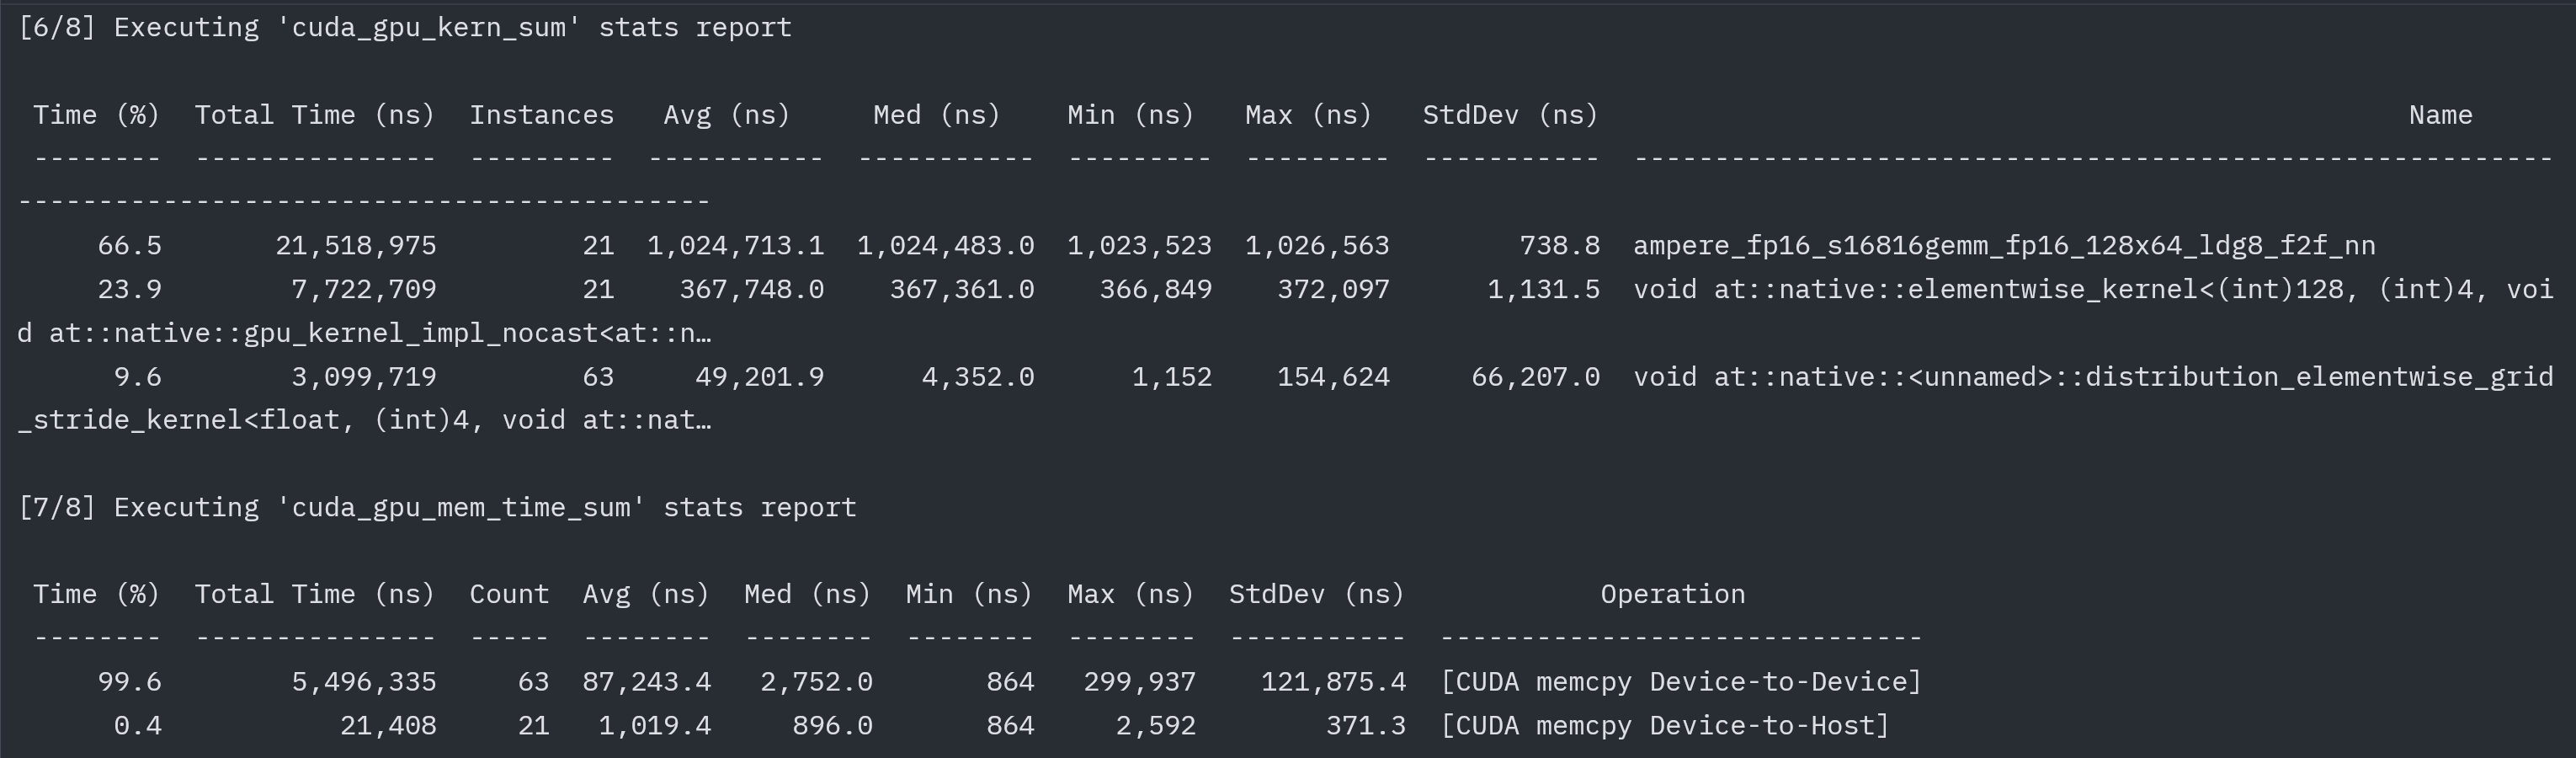 [6/8] Executing 'cuda_gpu_kern_sum' stats report
Time (%)  Total Time (ns)  Instances   Avg (ns)     Med (ns)    Min (ns)   Max (ns)   StdDev (ns)                                                  Name
--------  ---------------  ---------  -----------  -----------  ---------  ---------  -----------  ---------------------------------------------------------
-------------------------------------------
66.5       21,518,975         21  1,024,713.1  1,024,483.0  1,023,523  1,026,563        738.8  ampere_fp16_s16816gemm_fp16_128x64_ldg8_f2f_nn
23.9        7,722,709         21    367,748.0    367,361.0    366,849    372,097      1,131.5  void at::native::elementwise_kernel<(int)128, (int)4, voi
d at::native::gpu_kernel_impl_nocast<at::n…
9.6        3,099,719         63     49,201.9      4,352.0      1,152    154,624     66,207.0  void at::native::<unnamed>::distribution_elementwise_grid
_stride_kernel<float, (int)4, void at::nat…
[7/8] Executing 'cuda_gpu_mem_time_sum' stats report
Time (%)  Total Time (ns)  Count  Avg (ns)  Med (ns)  Min (ns)  Max (ns)  StdDev (ns)            Operation
--------  ---------------  -----  --------  --------  --------  --------  -----------  ------------------------------
99.6        5,496,335     63  87,243.4   2,752.0       864   299,937    121,875.4  [CUDA memcpy Device-to-Device]
0.4           21,408     21   1,019.4     896.0       864     2,592        371.3  [CUDA memcpy Device-to-Host]